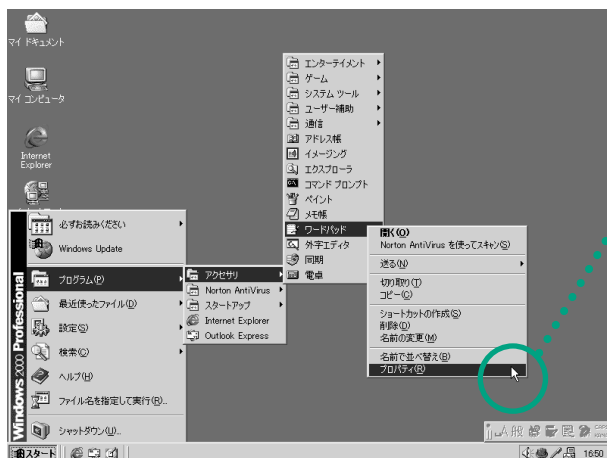 マイ ドキュメント
マイ コンピュータ
Internet
Explorer
必ずお読みください
Windows Update
プログラム(P)
最近使ったファイル(D)
設定(S)
検索(C)
ヘルプ(H)
ファイル名を指定して実行(R)...
シャットダウン(U)...
Windows 2000 Professional
アクセサリ
Norton AntiVirus
スタートアップ
Internet Explorer
Outlook Express
エンターテイメント
ゲーム
システム ツール
ユーザー補助
通信
アドレス帳
イメージング
エクスプローラ
コマンド プロンプト
ペイント
メモ帳
ワードパッド
外字エディタ
同期
電卓
開く(O)
Norton AntiVirus を使ってスキャン(S)
送る(N)
切り取り(T)
コピー(C)
ショートカットの作成(S)
削除(D)
名前の変更(M)
名前で並べ替え(B)
プロパティ(R)
A 般
CAPS
スタート
16:50